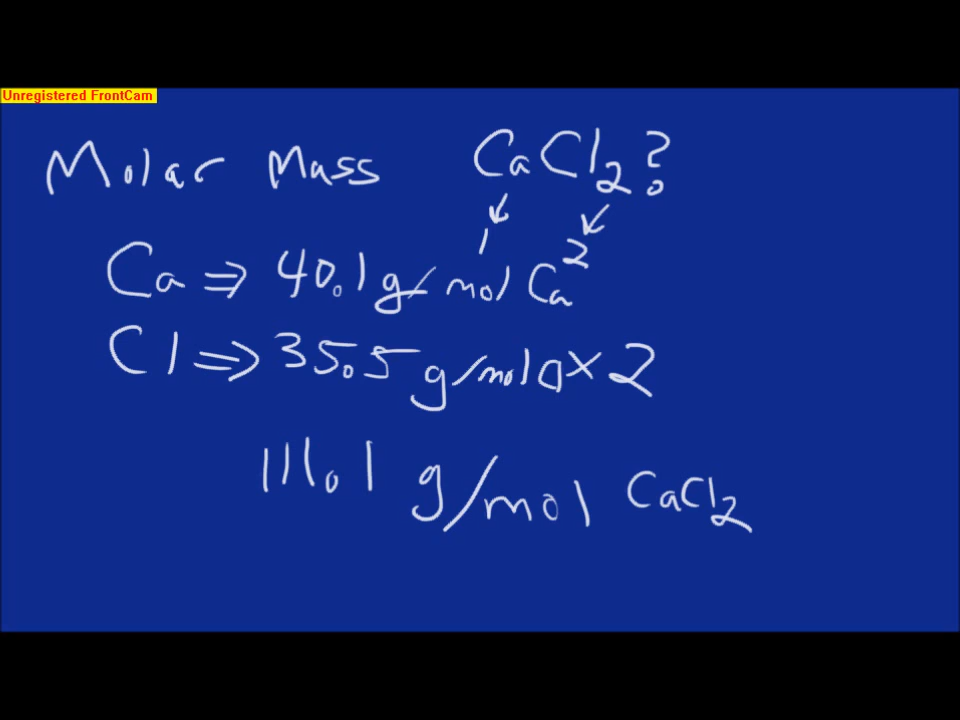 Unregistered FrontCam
Molar Mass CaCl₂?
1 2
Ca ⇒ 40.1 g/mol Ca
Cl ⇒ 35.5 g/mol × 2
111.1 g/mol CaCl₂